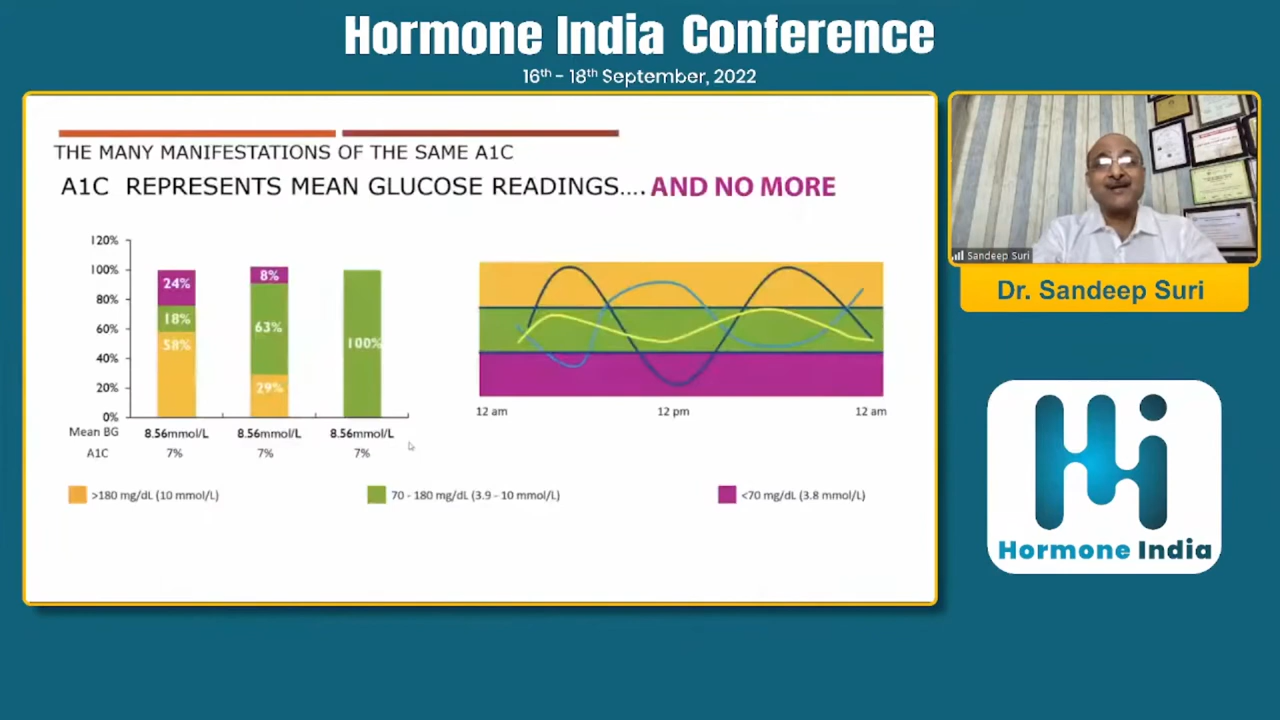 Hormone India Conference
16th - 18th September, 2022
THE MANY MANIFESTATIONS OF THE SAME A1C
A1C REPRESENTS MEAN GLUCOSE READINGS.... AND NO MORE
120%
100%
80%
60%
40%
20%
0%
24%
18%
58%
8%
63%
29%
100%
Mean BG 8.56mmol/L 8.56mmol/L 8.56mmol/L
A1C 7% 7% 7%
12 am 12 pm 12 am
>180 mg/dL (10 mmol/L) 70 - 180 mg/dL (3.9 - 10 mmol/L) <70 mg/dL (3.8 mmol/L)
Sandeep Suri
Dr. Sandeep Suri
Hormone India